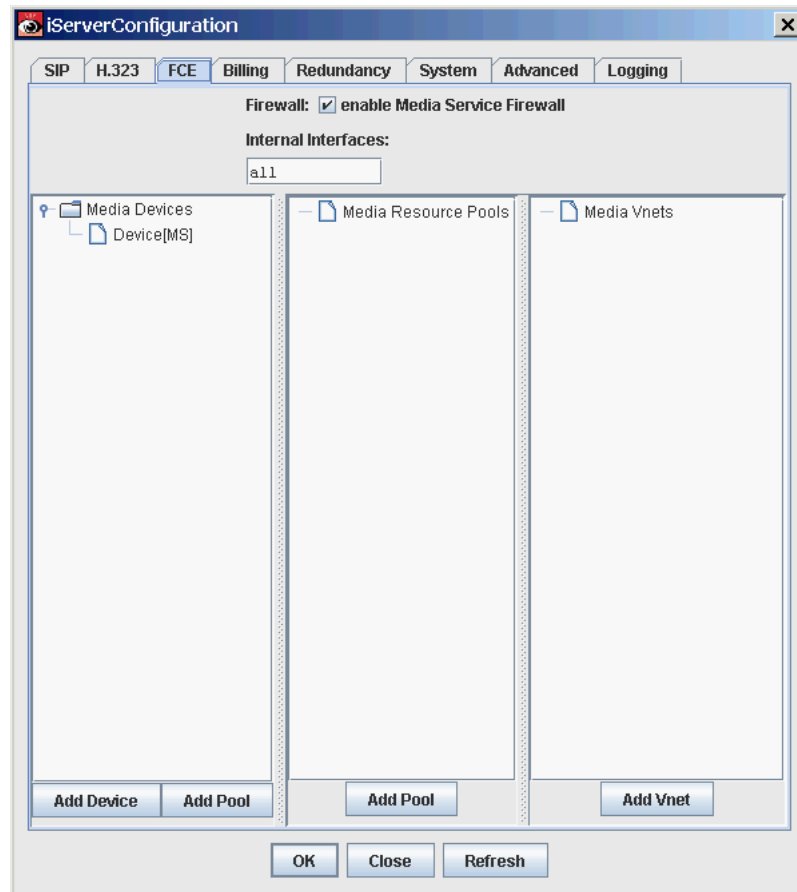 iServerConfiguration
SIP H.323 FCE Billing Redundancy System Advanced Logging
Firewall: enable Media Service Firewall
Internal Interfaces:
all
Media Devices
Device[MS]
Media Resource Pools
Media Vnets
Add Device Add Pool Add Pool Add Vnet
OK Close Refresh